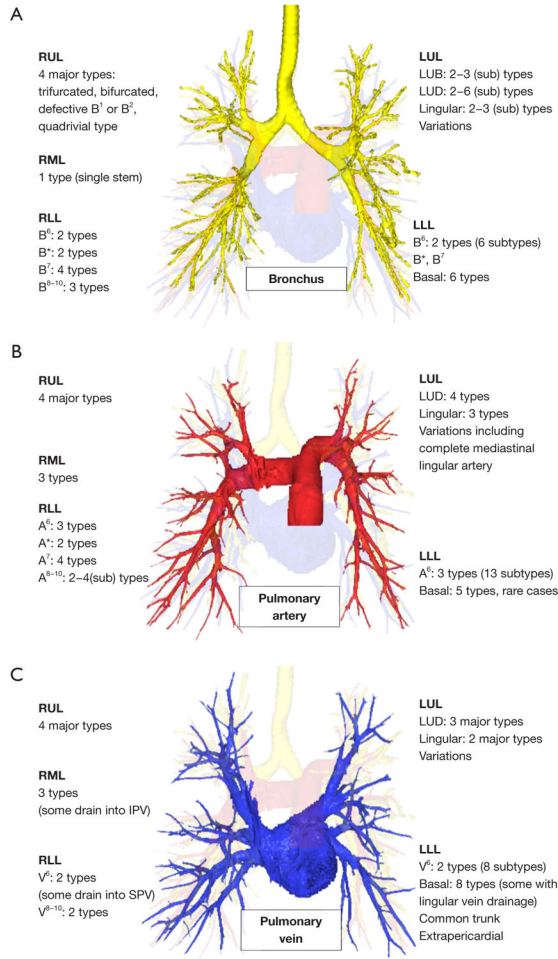 A
RUL
4 major types:
trifurcated, bifurcated,
defective B¹ or B²,
quadrivial type
RML
1 type (single stem)
RLL
B⁶: 2 types
B*: 2 types
B⁷: 4 types
B⁸⁻¹⁰: 3 types
LUL
LUB: 2–3 (sub) types
LUD: 2–6 (sub) types
Lingular: 2–3 (sub) types
Variations
LLL
B⁶: 2 types (6 subtypes)
B*, B⁷
Basal: 6 types
Bronchus
B
RUL
4 major types
RML
3 types
RLL
A⁶: 3 types
A*: 2 types
A⁷: 4 types
A⁸⁻¹⁰: 2–4(sub) types
LUL
LUD: 4 types
Lingular: 3 types
Variations including
complete mediastinal
lingular artery
LLL
A⁶: 3 types (13 subtypes)
Basal: 5 types, rare cases
Pulmonary
artery
C
RUL
4 major types
RML
3 types
(some drain into IPV)
RLL
V⁶: 2 types
(some drain into SPV)
V⁸⁻¹⁰: 2 types
LUL
LUD: 3 major types
Lingular: 2 major types
Variations
LLL
V⁶: 2 types (8 subtypes)
Basal: 8 types (some with
lingular vein drainage)
Common trunk
Extrapericardial
Pulmonary
vein